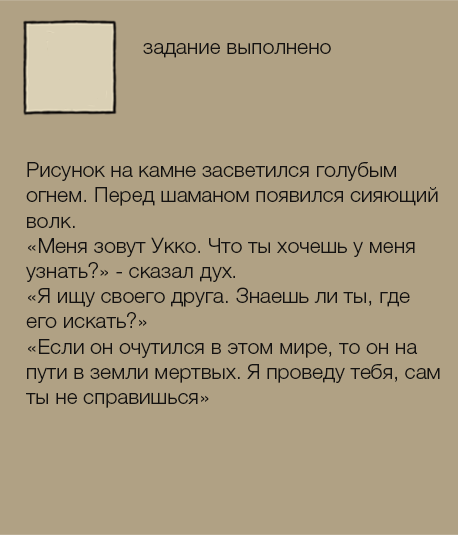 задание выполнено
Рисунок на камне засветился голубым
огнем. Перед шаманом появился сияющий
волк.
«Меня зовут Укко. Что ты хочешь у меня
узнать?» - сказал дух.
«Я ищу своего друга. Знаешь ли ты, где
его искать?»
«Если он очутился в этом мире, то он на
пути в земли мертвых. Я проведу тебя, сам
ты не справишься»